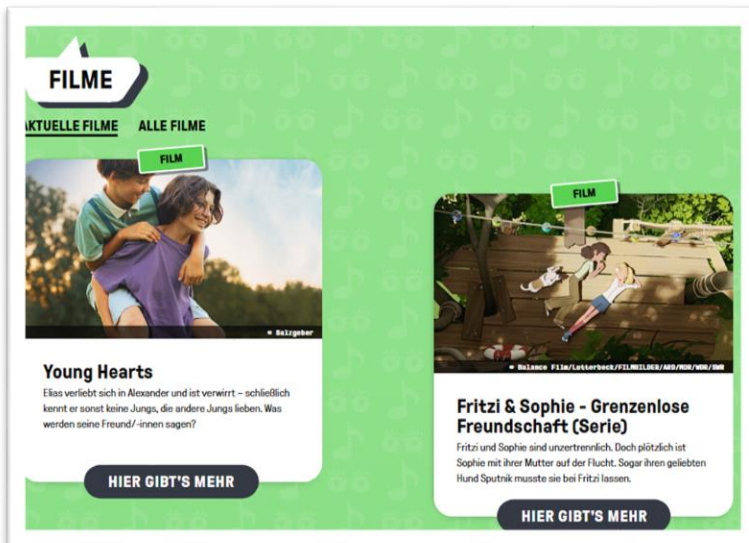 FILME
AKTUELLE FILME ALLE FILME
FILM
© Salzgeber
Young Hearts
Elias verliebt sich in Alexander und ist verwirrt – schließlich
kennt er sonst keine Jungs, die andere Jungs lieben. Was
werden seine Freund/-innen sagen?
HIER GIBT'S MEHR
FILM
© Balance Film/Lutterbeck/FILMBILDER/ARD/MDR/WDR/SWR
Fritzi & Sophie - Grenzenlose
Freundschaft (Serie)
Fritzi und Sophie sind unzertrennlich. Doch plötzlich ist
Sophie mit ihrer Mutter auf der Flucht. Sogar ihren geliebten
Hund Sputnik musste sie bei Fritzi lassen.
HIER GIBT'S MEHR